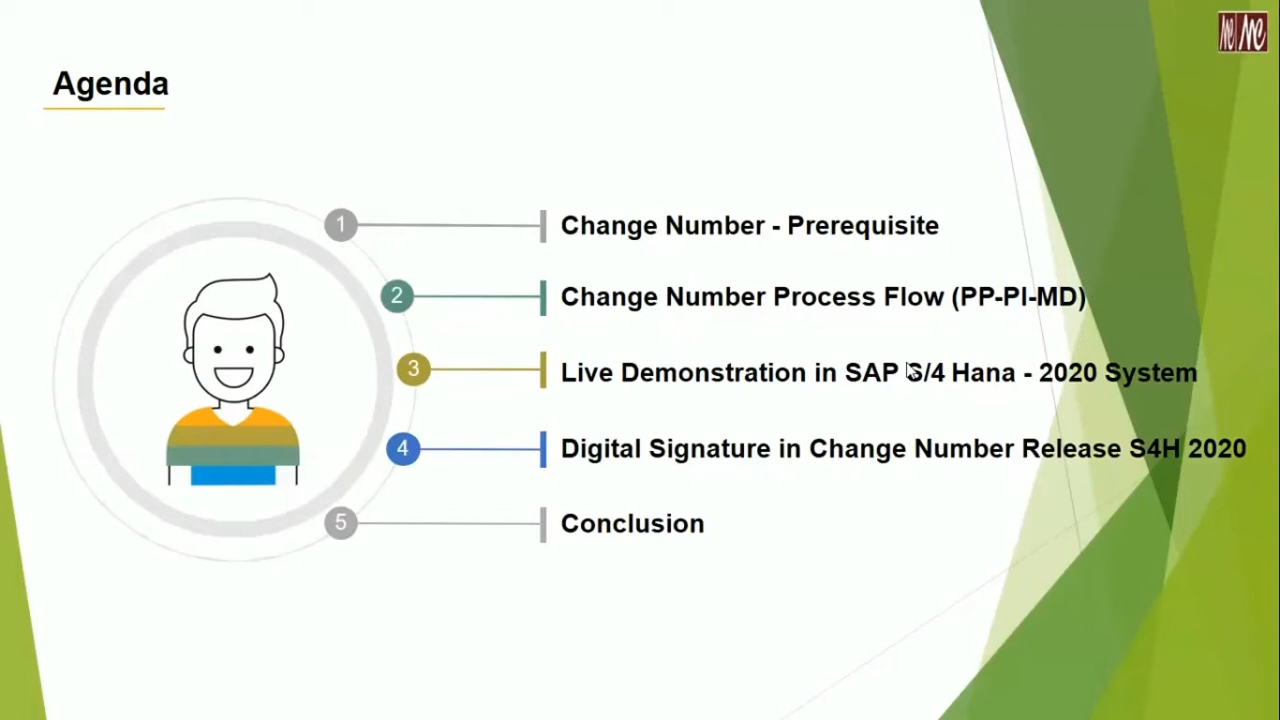 Agenda
1
Change Number - Prerequisite
2
Change Number Process Flow (PP-PI-MD)
3
Live Demonstration in SAP S/4 Hana - 2020 System
4
Digital Signature in Change Number Release S4H 2020
5
Conclusion